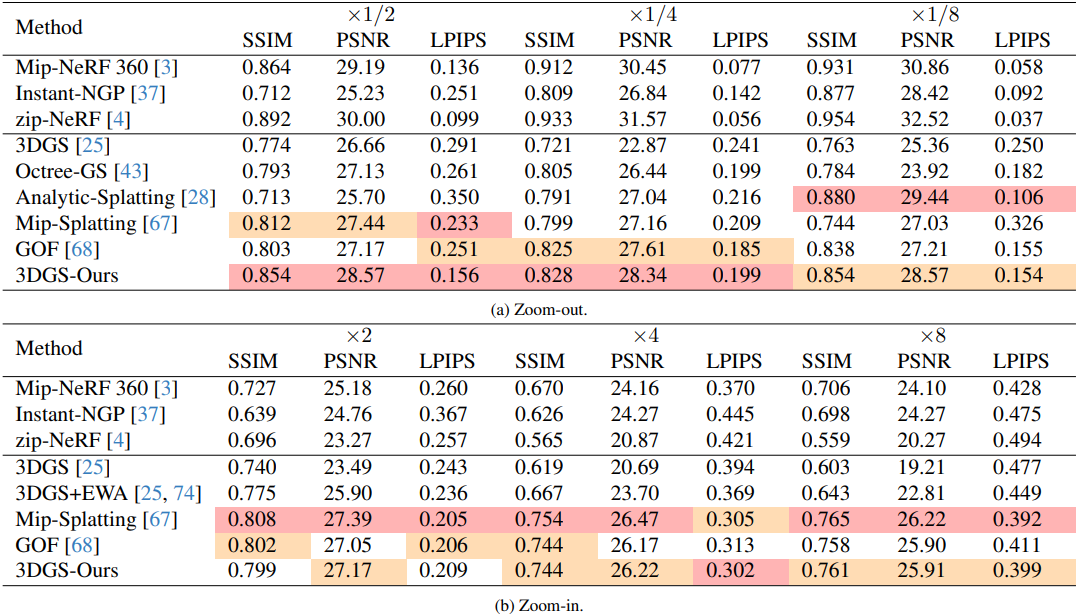 Method ×1/2 ×1/4 ×1/8
SSIM PSNR LPIPS SSIM PSNR LPIPS SSIM PSNR LPIPS
Mip-NeRF 360 [3] 0.864 29.19 0.136 0.912 30.45 0.077 0.931 30.86 0.058
Instant-NGP [37] 0.712 25.23 0.251 0.809 26.84 0.142 0.877 28.42 0.092
zip-NeRF [4] 0.892 30.00 0.099 0.933 31.57 0.056 0.954 32.52 0.037
3DGS [25] 0.774 26.66 0.291 0.721 22.87 0.241 0.763 25.36 0.250
Octree-GS [43] 0.793 27.13 0.261 0.805 26.44 0.199 0.784 23.92 0.182
Analytic-Splatting [28] 0.713 25.70 0.350 0.791 27.04 0.216 0.880 29.44 0.106
Mip-Splatting [67] 0.812 27.44 0.233 0.799 27.16 0.209 0.744 27.03 0.326
GOF [68] 0.803 27.17 0.251 0.825 27.61 0.185 0.838 27.21 0.155
3DGS-Ours 0.854 28.57 0.156 0.828 28.34 0.199 0.854 28.57 0.154
(a) Zoom-out.
Method ×2 ×4 ×8
SSIM PSNR LPIPS SSIM PSNR LPIPS SSIM PSNR LPIPS
Mip-NeRF 360 [3] 0.727 25.18 0.260 0.670 24.16 0.370 0.706 24.10 0.428
Instant-NGP [37] 0.639 24.76 0.367 0.626 24.27 0.445 0.698 24.27 0.475
zip-NeRF [4] 0.696 23.27 0.257 0.565 20.87 0.421 0.559 20.27 0.494
3DGS [25] 0.740 23.49 0.243 0.619 20.69 0.394 0.603 19.21 0.477
3DGS+EWA [25, 74] 0.775 25.90 0.236 0.667 23.70 0.369 0.643 22.81 0.449
Mip-Splatting [67] 0.808 27.39 0.205 0.754 26.47 0.305 0.765 26.22 0.392
GOF [68] 0.802 27.05 0.206 0.744 26.17 0.313 0.758 25.90 0.411
3DGS-Ours 0.799 27.17 0.209 0.744 26.22 0.302 0.761 25.91 0.399
(b) Zoom-in.